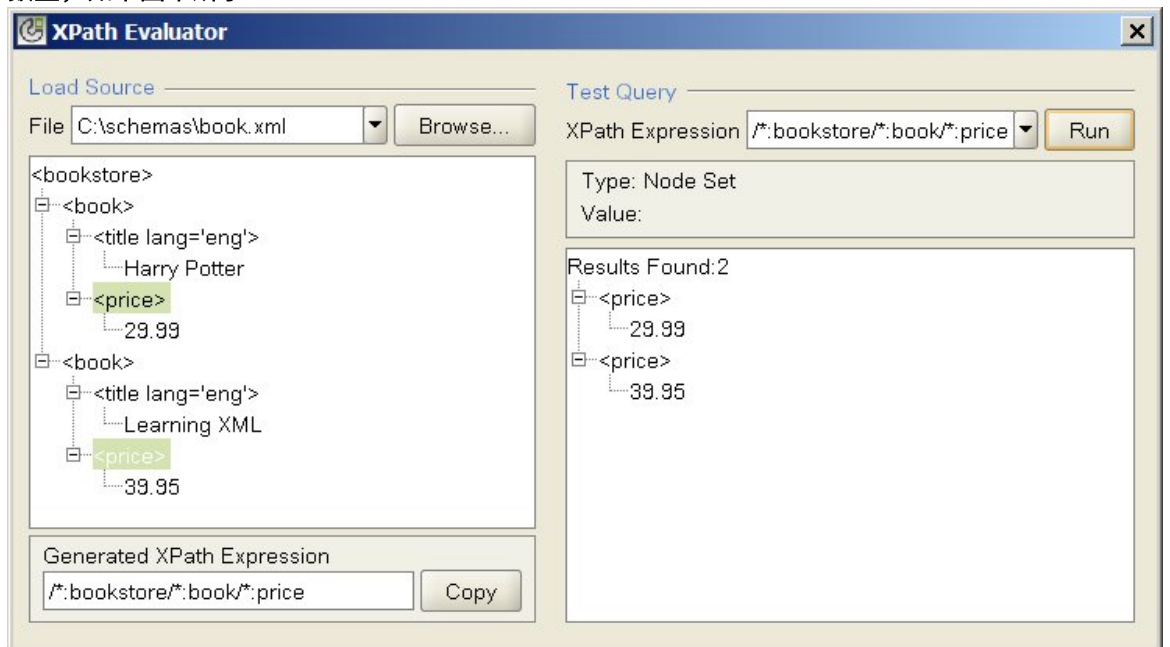 XPath Evaluator
Load Source
File C:\schemas\book.xml Browse...
<bookstore>
<book>
<title lang='eng'>
Harry Potter
<price>
29.99
<book>
<title lang='eng'>
Learning XML
<price>
39.95
Generated XPath Expression
/*:bookstore/*:book/*:price Copy
Test Query
XPath Expression /*:bookstore/*:book/*:price Run
Type: Node Set
Value:
Results Found:2
<price>
29.99
<price>
39.95